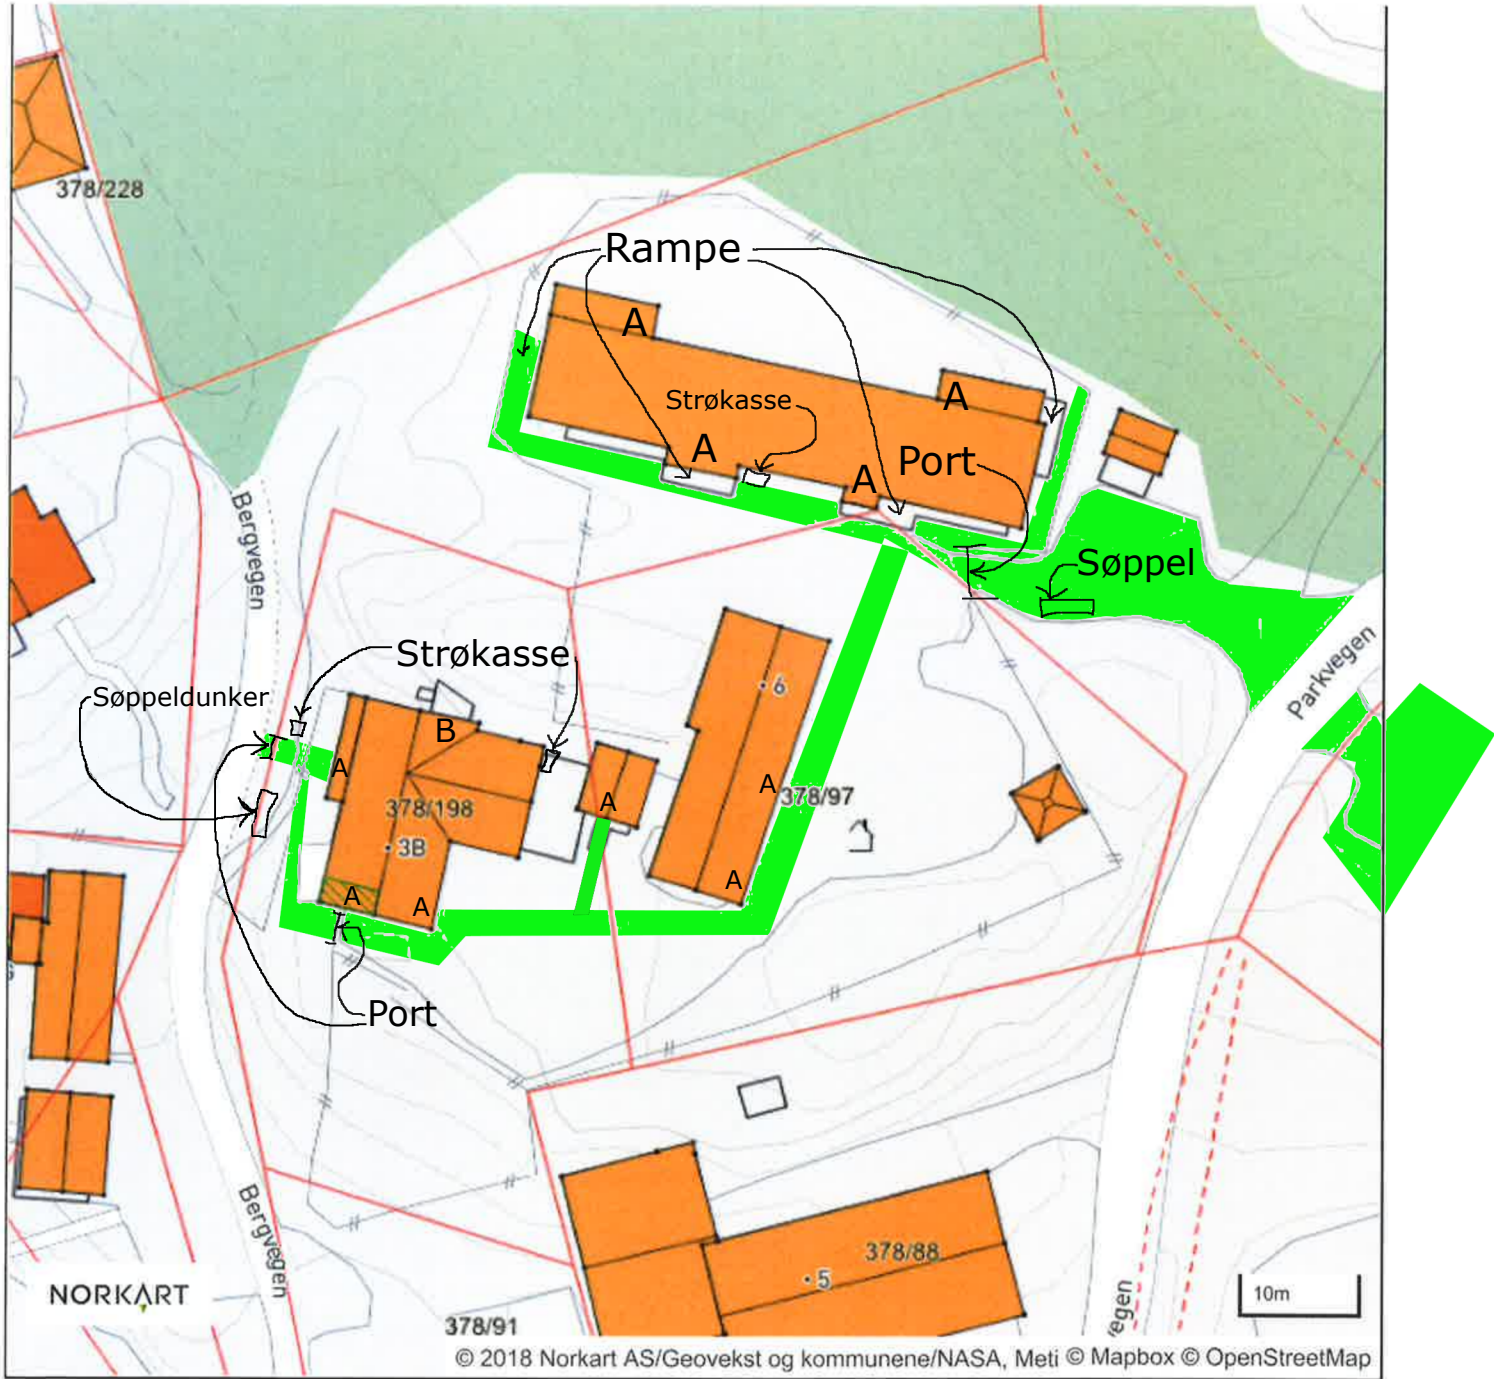 378/228
Rampe
A
Strøkasse
A
A
Port
A
Bergvegen
Søppel
Strøkasse
Parkvegen
6
Søppeldunker
B
A
A
378/97
A
378/198
3B
A
A
A
Port
Bergvegen
378/88
5
10m
NORKART
378/91
vegen
© 2018 Norkart AS/Geovekst og kommunene/NASA, Meti © Mapbox © OpenStreetMap